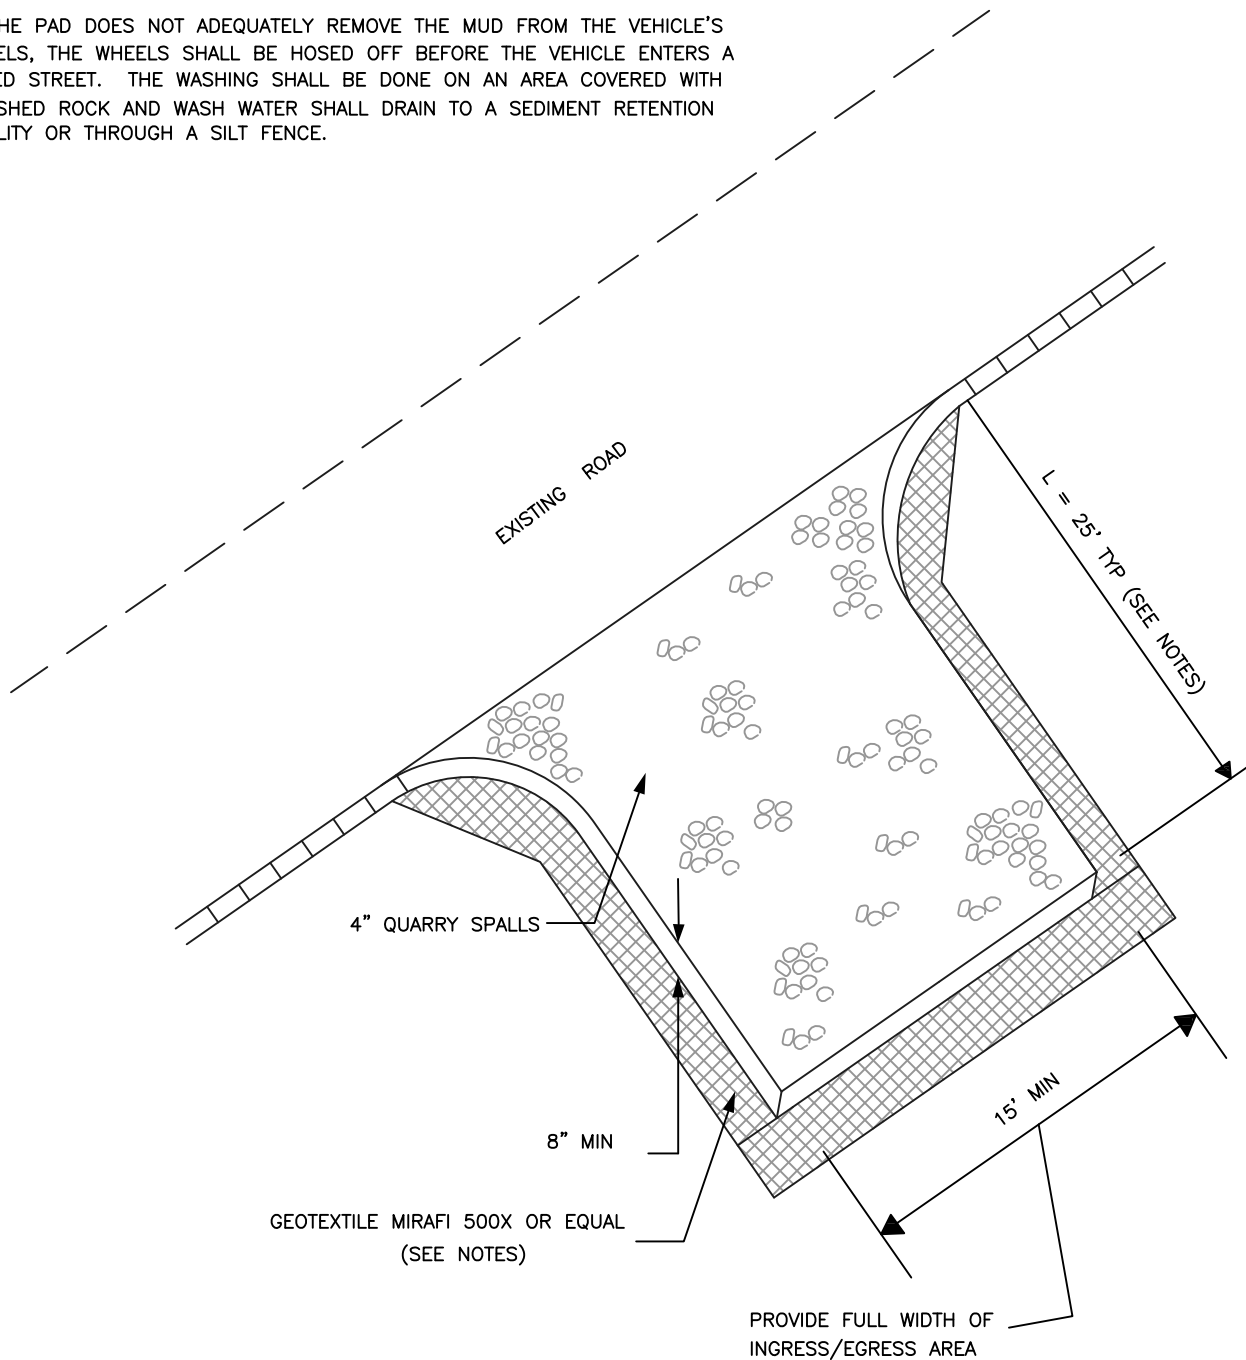 HE PAD DOES NOT ADEQUATELY REMOVE THE MUD FROM THE VEHICLE'S
ELS, THE WHEELS SHALL BE HOSED OFF BEFORE THE VEHICLE ENTERS A
ED STREET. THE WASHING SHALL BE DONE ON AN AREA COVERED WITH
SHED ROCK AND WASH WATER SHALL DRAIN TO A SEDIMENT RETENTION
LITY OR THROUGH A SILT FENCE.
EXISTING ROAD
L = 25' TYP (SEE NOTES)
4" QUARRY SPALLS
8" MIN
15' MIN
GEOTEXTILE MIRAFI 500X OR EQUAL
(SEE NOTES)
PROVIDE FULL WIDTH OF
INGRESS/EGRESS AREA